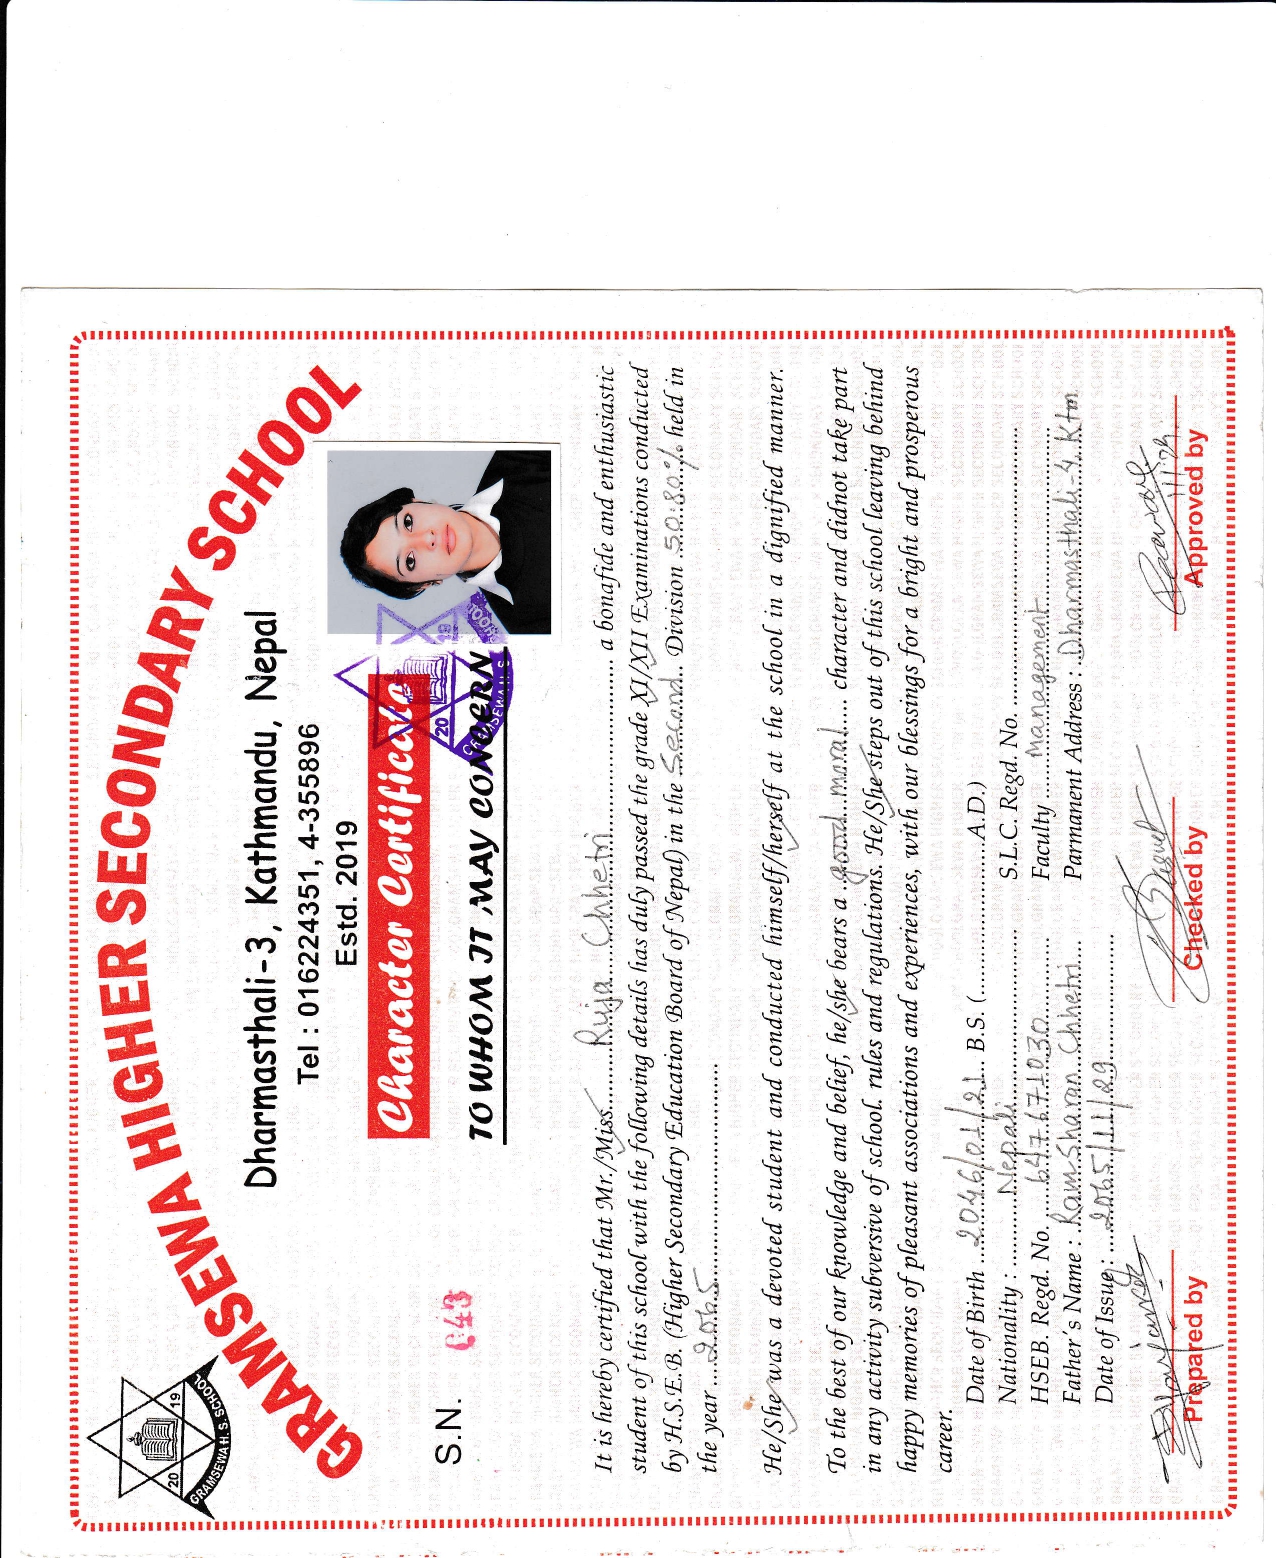 GRAMSEWA HIGHER SECONDARY SCHOOL
20 19
GRAMSEWA H.S. SCHOOL
Dharmasthali-3, Kathmandu, Nepal
Tel : 016224351, 4-355896
Estd. 2019
Character Certificate
S.N. 643
TO WHOM IT MAY CONCERN
20 19
GRAMSEWA H.S.
It is hereby certified that Mr./Miss. Rija Chhetri a bonafide and enthusiastic
student of this school with the following details has duly passed the grade XI/XII Examinations conducted
by H.S.E.B. (Higher Secondary Education Board of Nepal) in the Second Division 50.80% held in
the year 2065
He/She was a devoted student and conducted himself/herself at the school in a dignified manner.
To the best of our knowledge and belief, he/she bears a good moral character and didnot take part
in any activity subversive of school. rules and regulations. He/She steps out of this school leaving behind
happy memories of pleasant associations and experiences, with our blessings for a bright and prosperous
career.
Date of Birth 2046/01/21 B.S. ( A.D.)
Nationality : Nepali S.L.C. Regd. No.
HSEB. Regd. No. 647671030 Faculty Management
Father's Name : Ram Sharan Chhetri Parmament Address : Dharmasthali-4, Ktm
Date of Issue : 2065/11/29
Prepared by Checked by Approved by